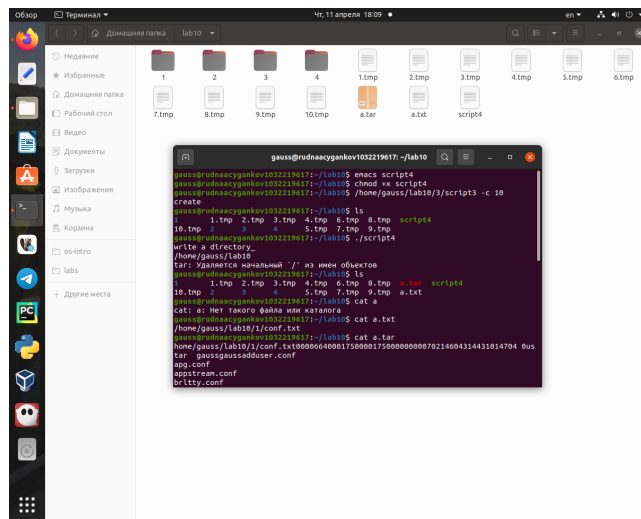 Обзор
Терминал
Чт, 11 апреля 18:09
en
Домашняя папка
lab10
Недавние
Избранные
Домашняя папка
Рабочий стол
Видео
Документы
Загрузки
Изображения
Музыка
Корзина
os-intro
labs
Другие места
1 2 3 4 1.tmp 2.tmp 3.tmp 4.tmp 5.tmp 6.tmp
7.tmp 8.tmp 9.tmp 10.tmp a.tar a.txt script4
gauss@rudnaacygankov1032219617: ~/lab10
gauss@rudnaacygankov1032219617:~/lab10$ emacs script4
gauss@rudnaacygankov1032219617:~/lab10$ chmod +x script4
gauss@rudnaacygankov1032219617:~/lab10$ /home/gauss/lab10/3/script3 -c 10
create
gauss@rudnaacygankov1032219617:~/lab10$ ls
1 1.tmp 2.tmp 3.tmp 4.tmp 6.tmp 8.tmp script4
10.tmp 2 3 4 5.tmp 7.tmp 9.tmp
gauss@rudnaacygankov1032219617:~/lab10$ ./script4
write a directory_
/home/gauss/lab10
tar: Удаляется начальный `/' из имен объектов
gauss@rudnaacygankov1032219617:~/lab10$ ls
1 1.tmp 2.tmp 3.tmp 4.tmp 6.tmp 8.tmp a.tar script4
10.tmp 2 3 4 5.tmp 7.tmp 9.tmp a.txt
gauss@rudnaacygankov1032219617:~/lab10$ cat a
cat: a: Нет такого файла или каталога
gauss@rudnaacygankov1032219617:~/lab10$ cat a.txt
/home/gauss/lab10/1/conf.txt
gauss@rudnaacygankov1032219617:~/lab10$ cat a.tar
tar gaussgaussadduser.conf
apg.conf
appstream.conf
brltty.conf
PC